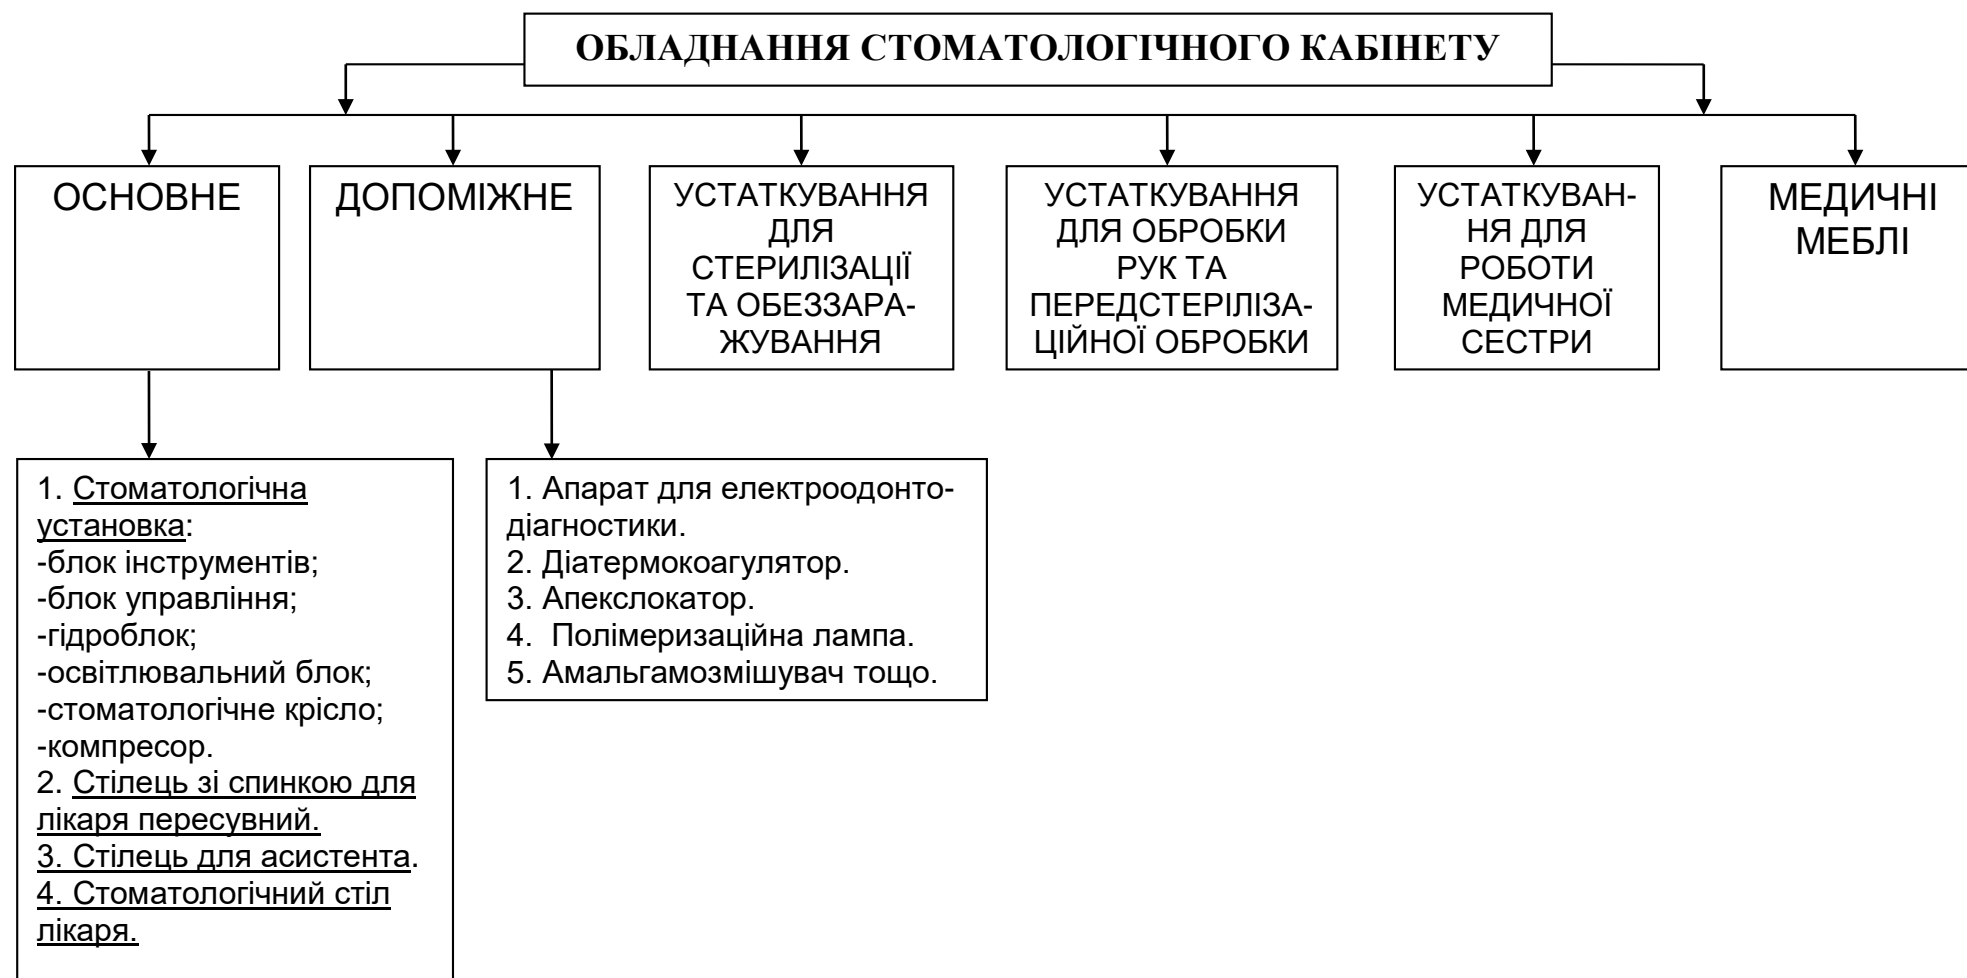 ОБЛАДНАННЯ СТОМАТОЛОГІЧНОГО КАБІНЕТУ
ОСНОВНЕ
ДОПОМІЖНЕ
УСТАТКУВАННЯ
ДЛЯ
СТЕРИЛІЗАЦІЇ
ТА ОБЕЗЗАРА-
ЖУВАННЯ
УСТАТКУВАННЯ
ДЛЯ ОБРОБКИ
РУК ТА
ПЕРЕДСТЕРІЛІЗА-
ЦІЙНОЇ ОБРОБКИ
УСТАТКУВАН-
НЯ ДЛЯ
РОБОТИ
МЕДИЧНОЇ
СЕСТРИ
МЕДИЧНІ
МЕБЛІ
1. Стоматологічна
установка:
-блок інструментів;
-блок управління;
-гідроблок;
-освітлювальний блок;
-стоматологічне крісло;
-компресор.
2. Стілець зі спинкою для
лікаря пересувний.
3. Стілець для асистента.
4. Стоматологічний стіл
лікаря.
1. Апарат для електроодонто-
діагностики.
2. Діатермокоагулятор.
3. Апекслокатор.
4.  Полімеризаційна лампа.
5. Амальгамозмішувач тощо.